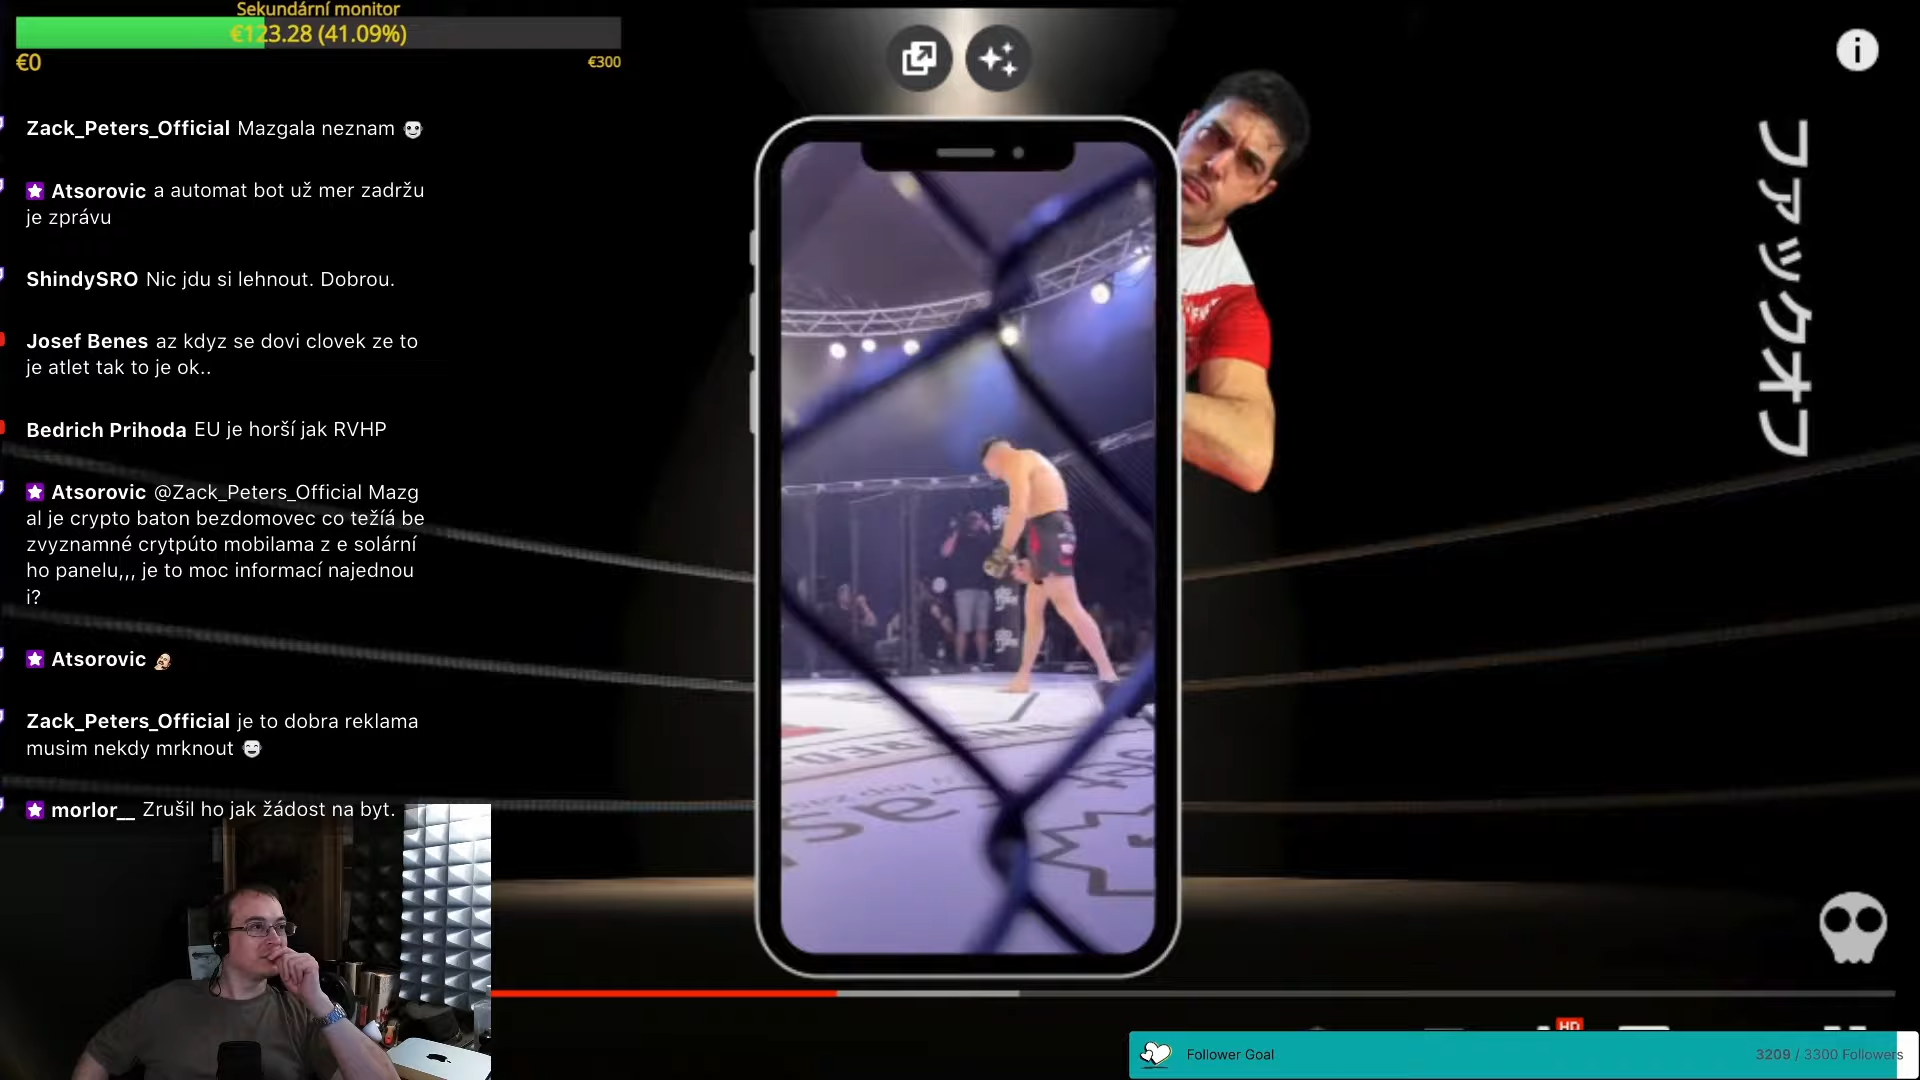 Sekundární monitor
€123.28 (41.09%)
€0
€300
Zack_Peters_Official Mazgala neznam
Atsorovic a automat bot už mer zadržu
je zprávu
ShindySRO Nic jdu si lehnout. Dobrou.
Josef Benes az kdyz se dovi clovek ze to
je atlet tak to je ok..
Bedrich Prihoda EU je horší jak RVHP
Atsorovic @Zack_Peters_Official Mazg
al je crypto baton bezdomovec co težíá be
zvyznamné crytpúto mobilama z e solární
ho panelu,,, je to moc informací najednou
i?
Atsorovic
Zack_Peters_Official je to dobra reklama
musim nekdy mrknout
morlor__ Zrušil ho jak žádost na byt.
ファックオフ
HD
Follower Goal
3209 / 3300 Followers